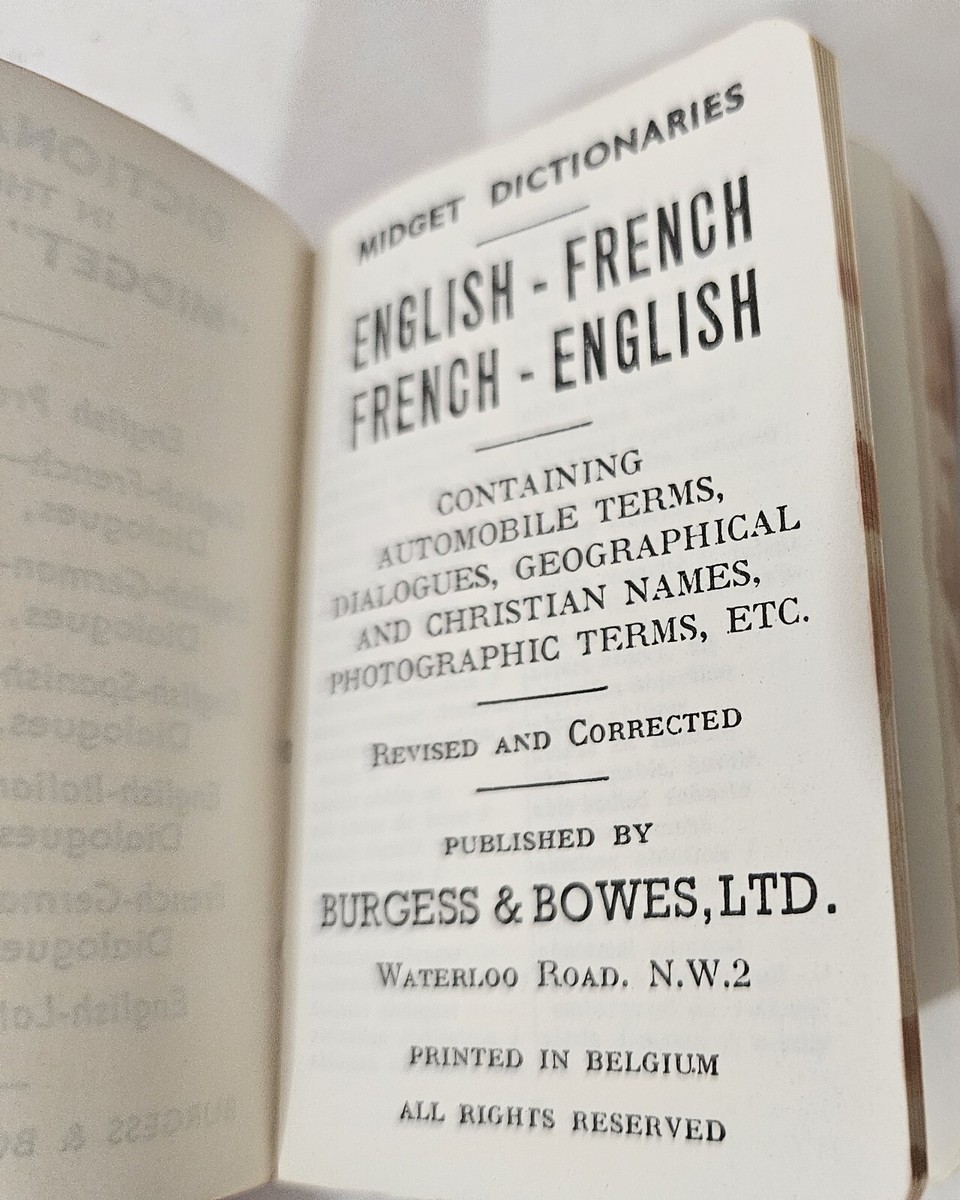 MIDGET DICTIONARIES
ENGLISH - FRENCH
FRENCH - ENGLISH
CONTAINING
AUTOMOBILE TERMS,
DIALOGUES, GEOGRAPHICAL
AND CHRISTIAN NAMES,
PHOTOGRAPHIC TERMS, ETC.
REVISED AND CORRECTED
PUBLISHED BY
BURGESS & BOWES, LTD.
WATERLOO ROAD. N.W.2
PRINTED IN BELGIUM
ALL RIGHTS RESERVED